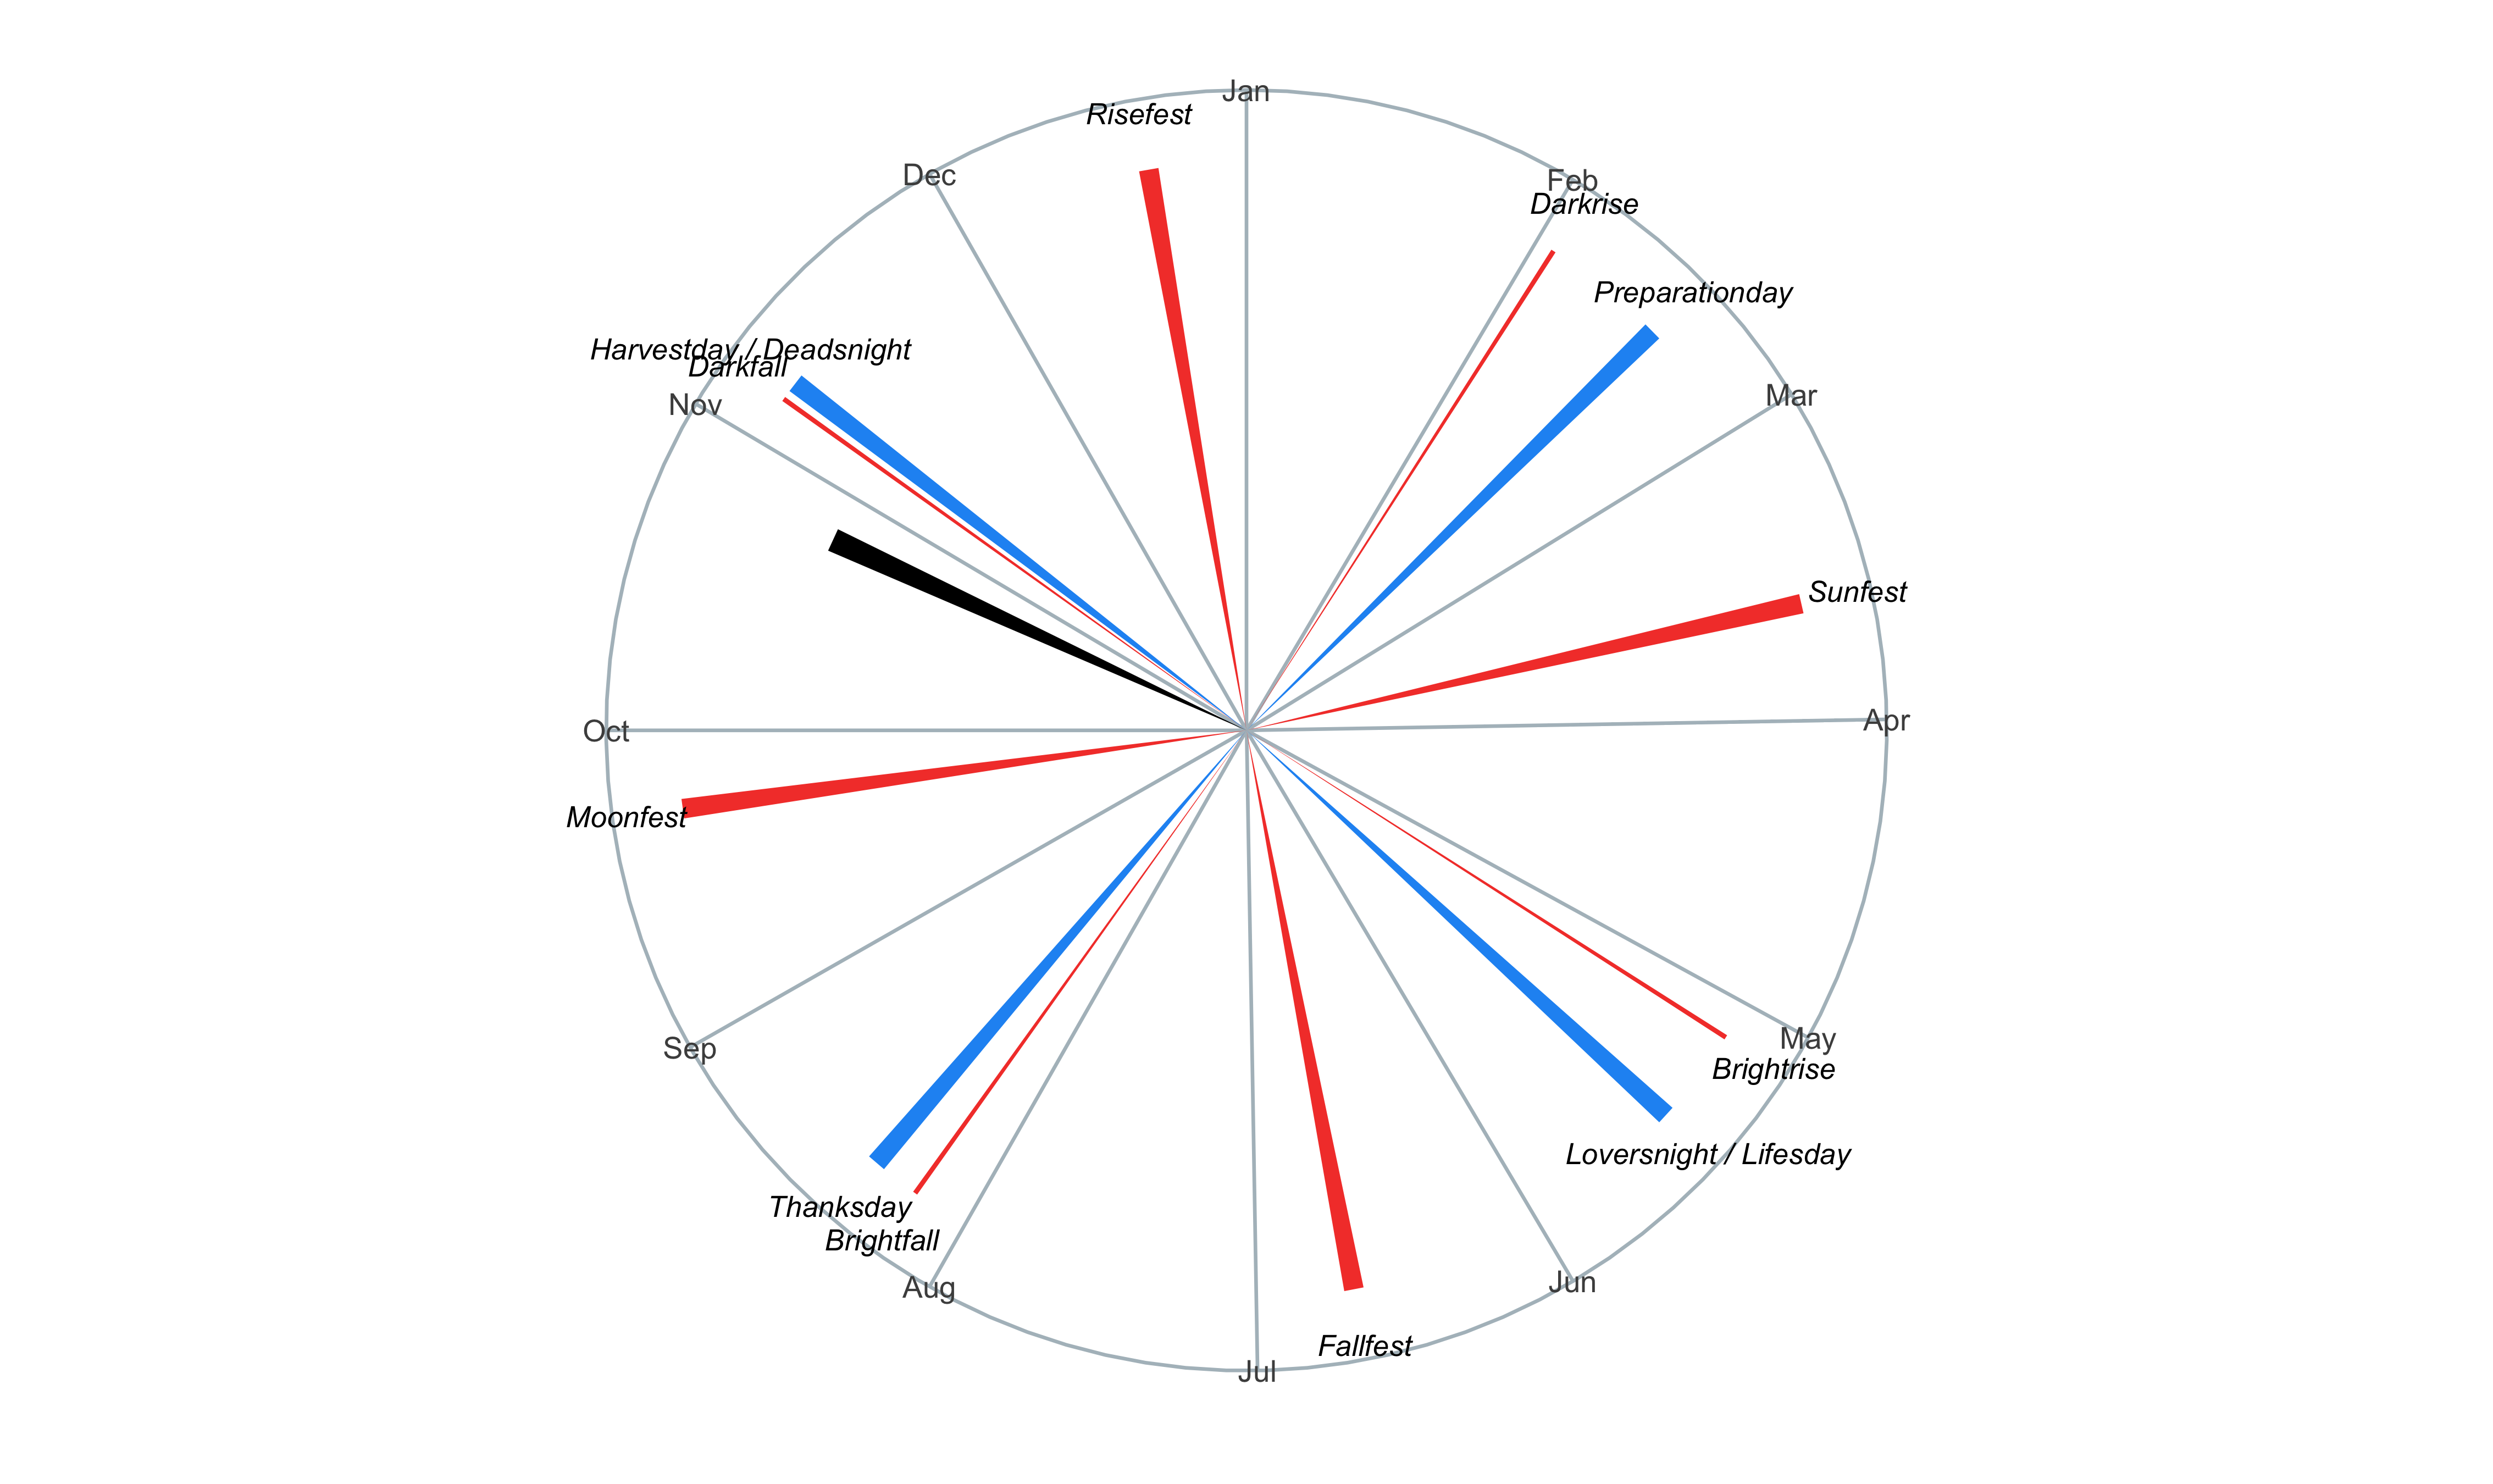 Jan
Risefest
Dec
Feb
Darkrise
Preparationday
Harvestday / Deadsnight
Darkfall
Nov
Mar
Sunfest
Oct
Apr
Moonfest
Sep
May
Brightrise
Loversnight / Lifesday
Thanksday
Brightfall
Aug
Jun
Fallfest
Jul